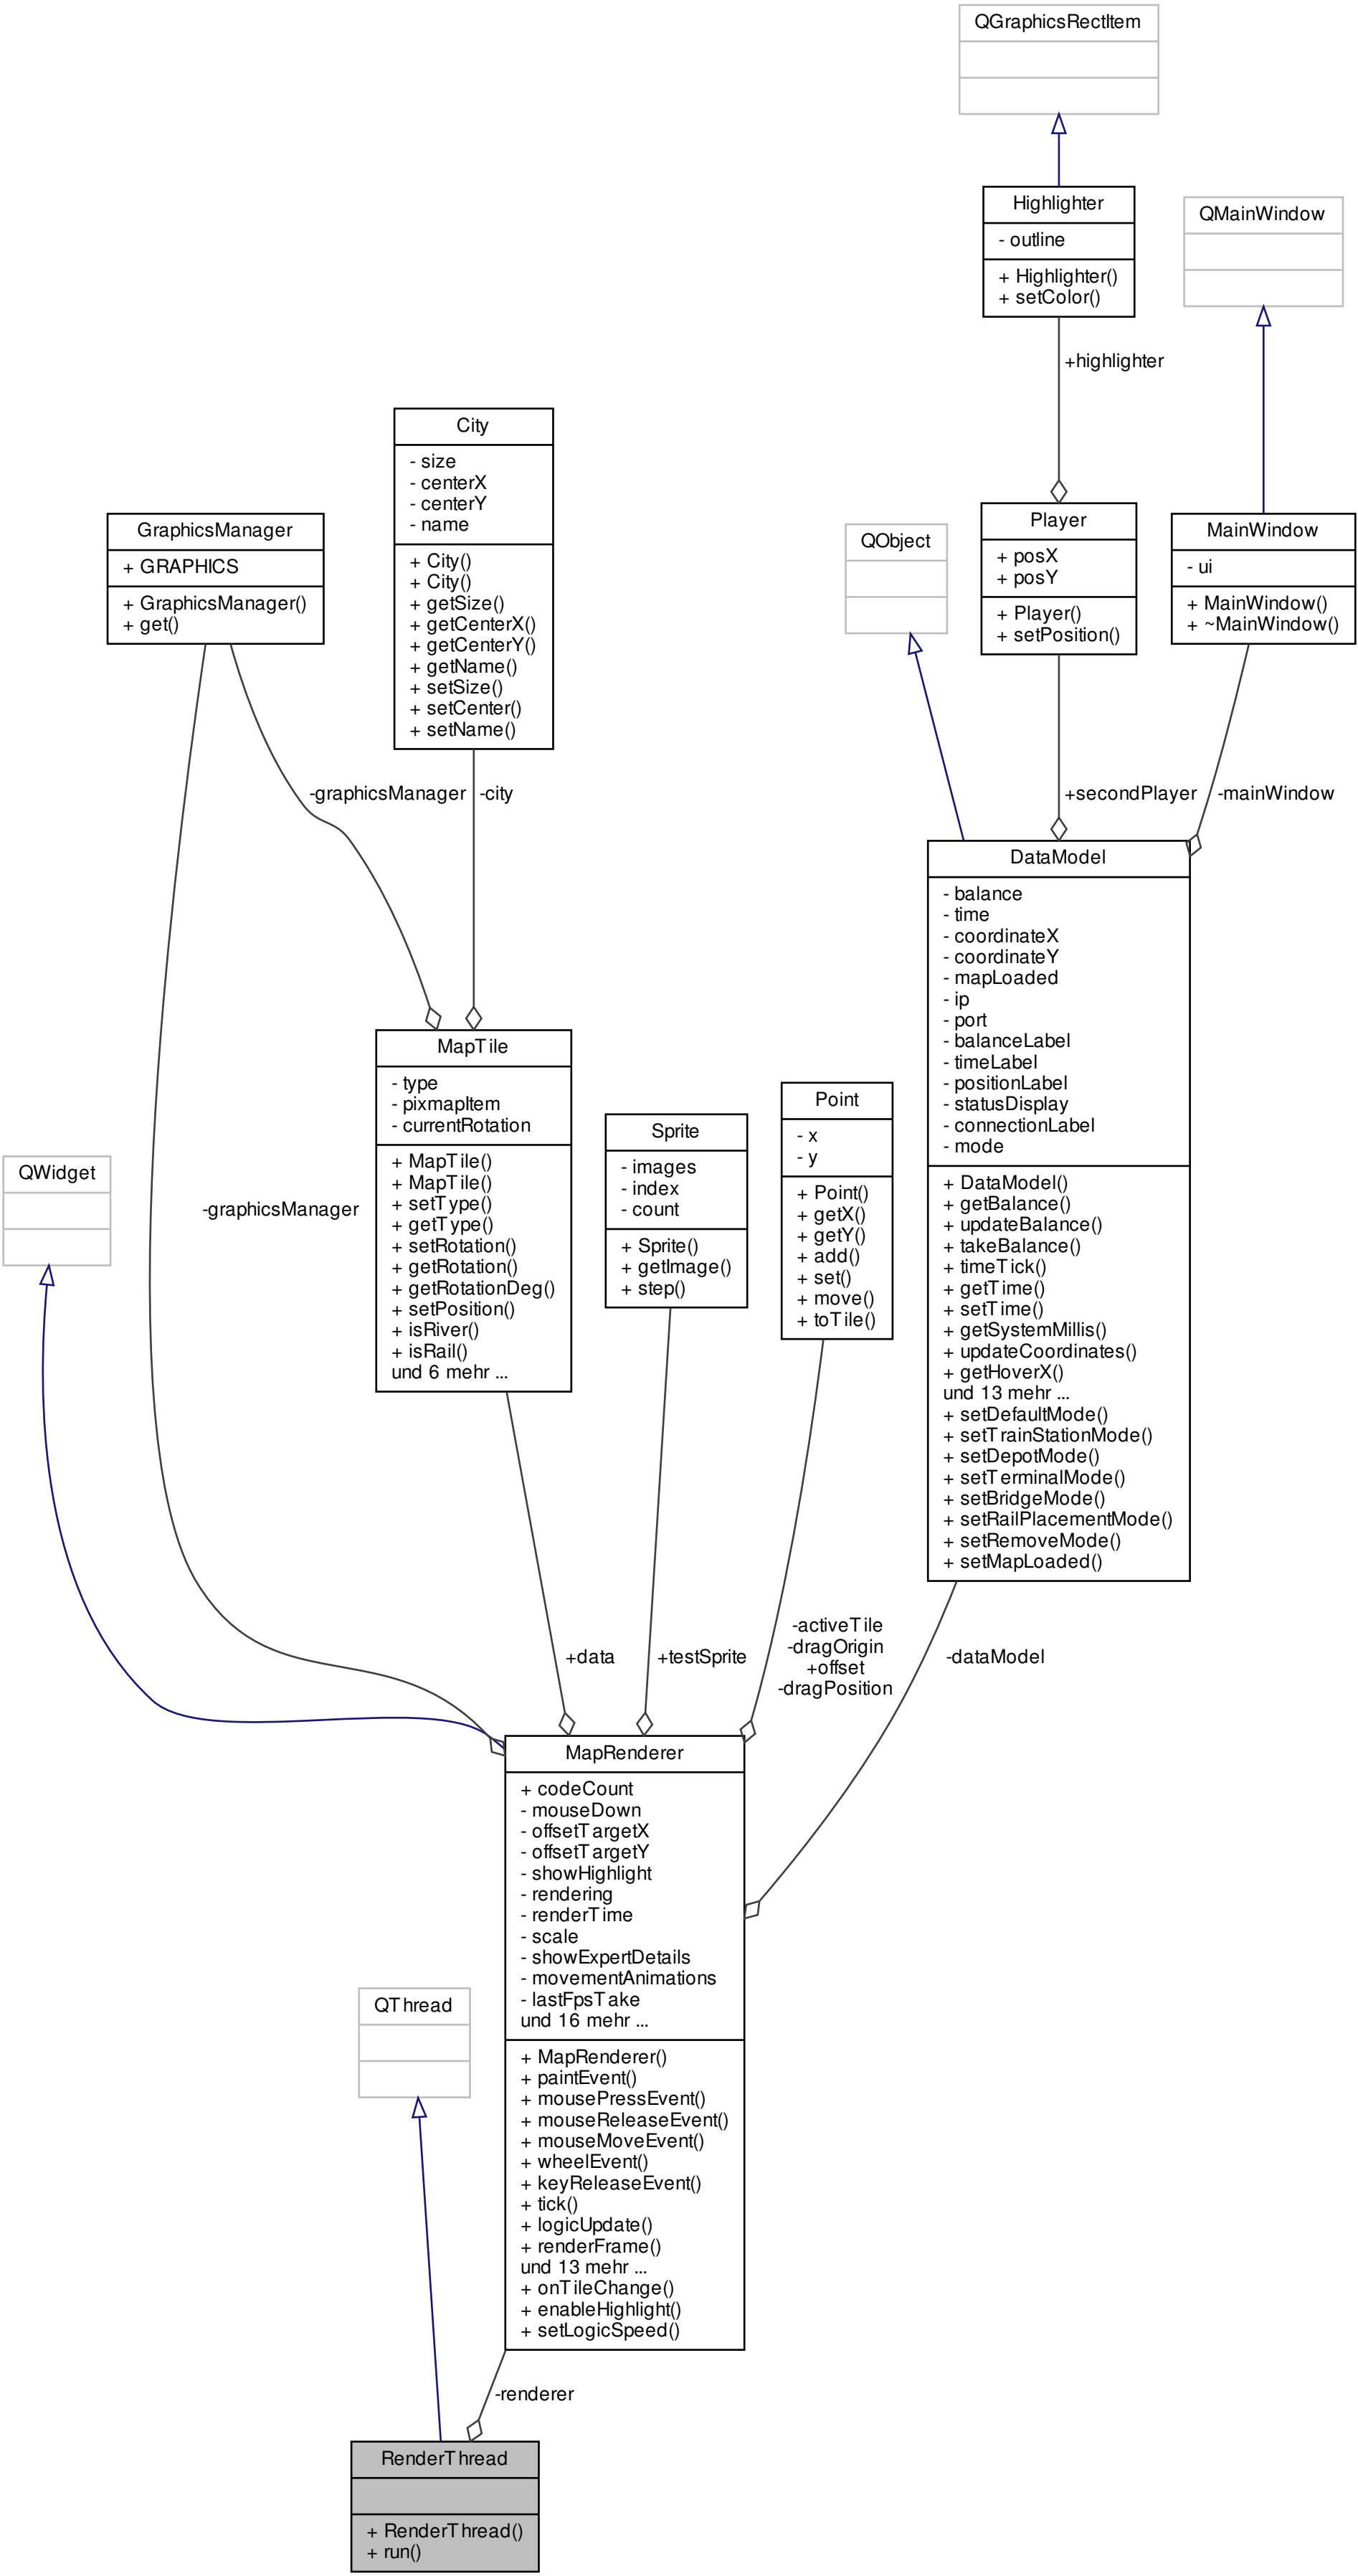 QGraphicsRectItem
Highlighter
- outline
+ Highlighter()
+ setColor()
QMainWindow
+highlighter
City
- size
- centerX
- centerY
- name
+ City()
+ City()
+ getSize()
+ getCenterX()
+ getCenterY()
+ getName()
+ setSize()
+ setCenter()
+ setName()
GraphicsManager
+ GRAPHICS
+ GraphicsManager()
+ get()
QObject
Player
+ posX
+ posY
+ Player()
+ setPosition()
MainWindow
- ui
+ MainWindow()
+ ~MainWindow()
-graphicsManager
-city
+secondPlayer
-mainWindow
DataModel
- balance
- time
- coordinateX
- coordinateY
- mapLoaded
- ip
- port
- balanceLabel
- timeLabel
- positionLabel
- statusDisplay
- connectionLabel
- mode
+ DataModel()
+ getBalance()
+ updateBalance()
+ takeBalance()
+ timeTick()
+ getTime()
+ setTime()
+ getSystemMillis()
+ updateCoordinates()
+ getHoverX()
und 13 mehr ...
+ setDefaultMode()
+ setTrainStationMode()
+ setDepotMode()
+ setTerminalMode()
+ setBridgeMode()
+ setRailPlacementMode()
+ setRemoveMode()
+ setMapLoaded()
MapTile
- type
- pixmapItem
- currentRotation
+ MapTile()
+ MapTile()
+ setType()
+ getType()
+ setRotation()
+ getRotation()
+ getRotationDeg()
+ setPosition()
+ isRiver()
+ isRail()
und 6 mehr ...
Sprite
- images
- index
- count
+ Sprite()
+ getImage()
+ step()
Point
- x
- y
+ Point()
+ getX()
+ getY()
+ add()
+ set()
+ move()
+ toTile()
QWidget
-graphicsManager
+data
+testSprite
-activeTile
-dragOrigin
+offset
-dragPosition
-dataModel
MapRenderer
+ codeCount
- mouseDown
- offsetTargetX
- offsetTargetY
- showHighlight
- rendering
- renderTime
- scale
- showExpertDetails
- movementAnimations
- lastFpsTake
und 16 mehr ...
+ MapRenderer()
+ paintEvent()
+ mousePressEvent()
+ mouseReleaseEvent()
+ mouseMoveEvent()
+ wheelEvent()
+ keyReleaseEvent()
+ tick()
+ logicUpdate()
+ renderFrame()
und 13 mehr ...
+ onTileChange()
+ enableHighlight()
+ setLogicSpeed()
QThread
-renderer
RenderThread
+ RenderThread()
+ run()